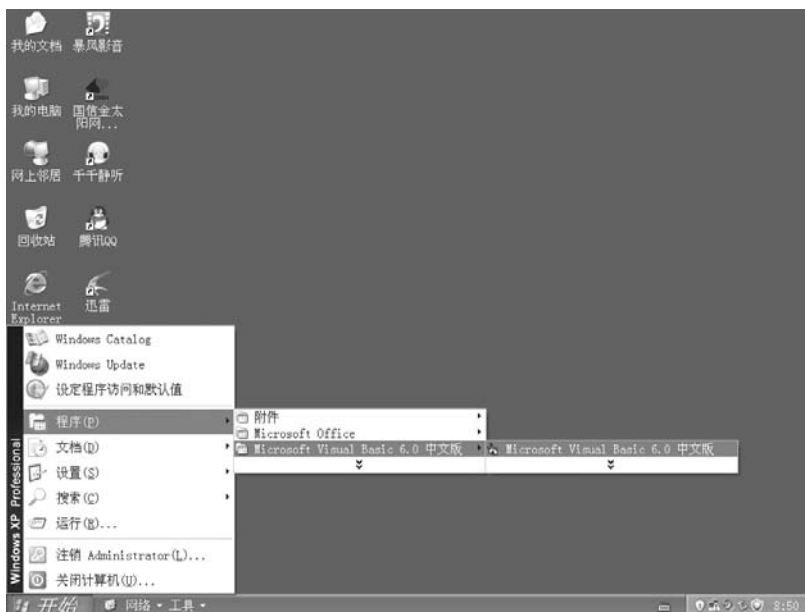 我的文档
暴风影音
我的电脑
国信金太
阳网...
网上邻居
千千静听
回收站
腾讯QQ
Internet
Explorer
迅雷
Windows Catalog
Windows Update
设定程序访问和默认值
程序(P)
文档(D)
设置(S)
搜索(C)
运行(R)...
注销 Administrator(L)...
关闭计算机(U)...
Windows XP Professional
附件
Microsoft Office
Microsoft Visual Basic 6.0 中文版
Microsoft Visual Basic 6.0 中文版
开始
网络
工具
8:50